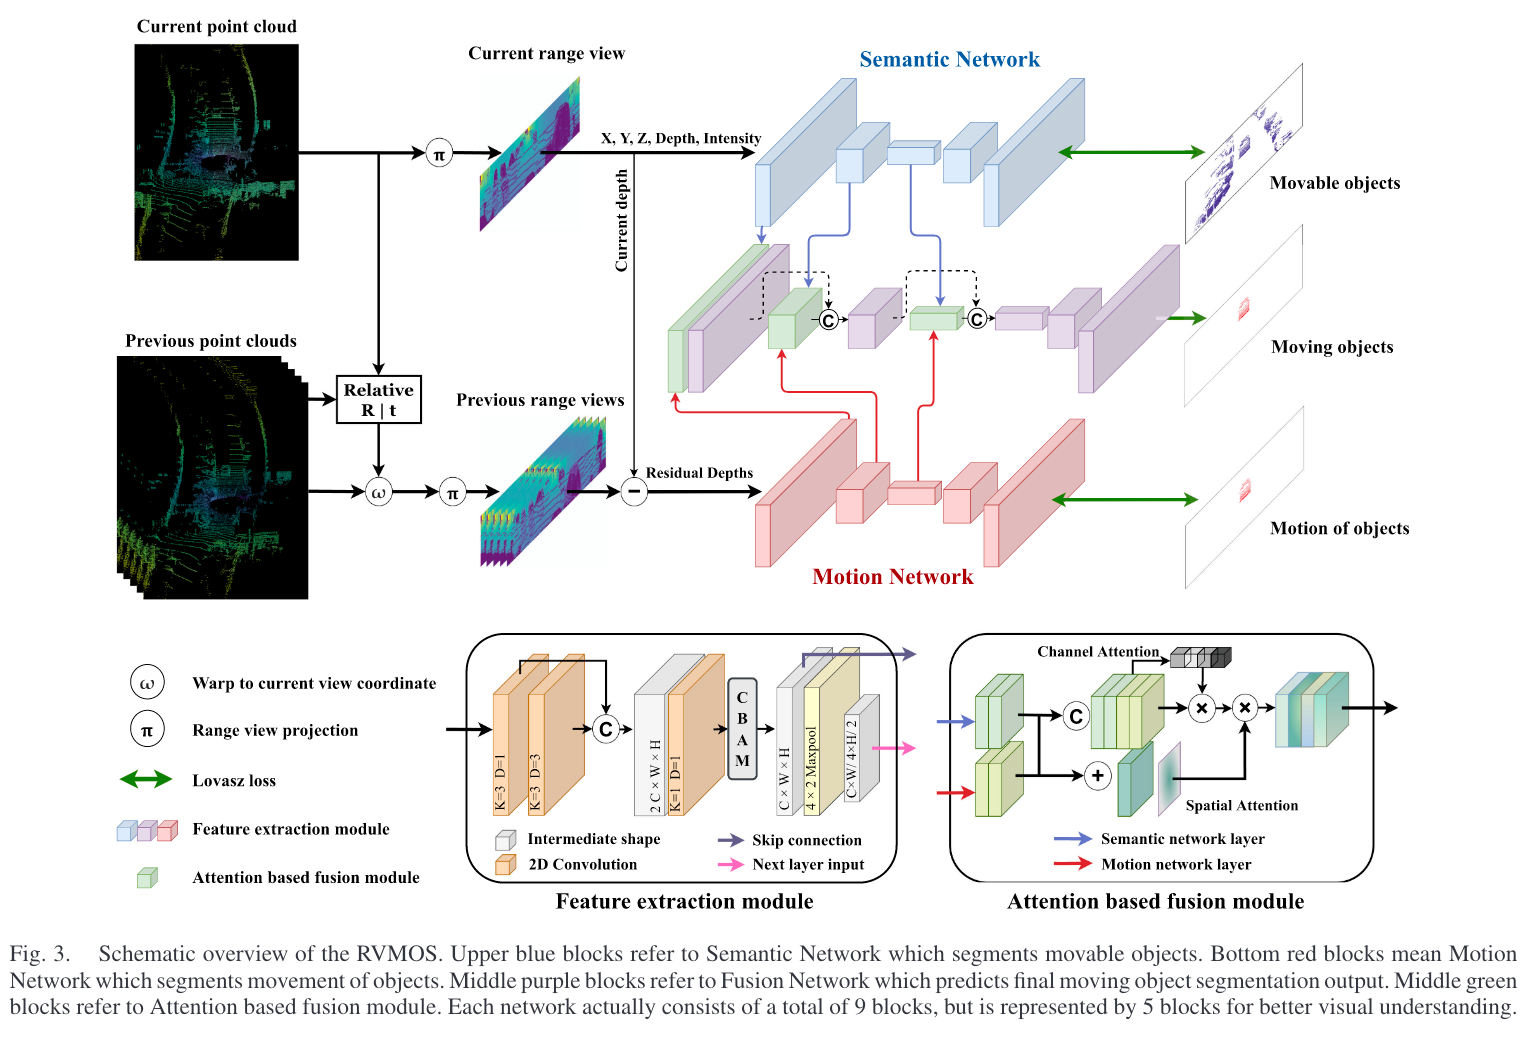 Current point cloud
Current range view
Semantic Network
π
X, Y, Z, Depth, Intensity
Movable objects
Current depth
C
C
Previous point clouds
Moving objects
Relative
R | t
Previous range views
ω
π
−
Residual Depths
Motion of objects
Motion Network
ω
Warp to current view coordinate
π
Range view projection
Lovasz loss
Feature extraction module
Attention based fusion module
K=3 D=1
K=3 D=3
C
2 C × W × H
K=1 D=1
C
B
A
M
C × W × H
4 × 2 Maxpool
C×W/ 4×H/ 2
Intermediate shape
Skip connection
2D Convolution
Next layer input
Feature extraction module
Channel Attention
C
×
×
+
Spatial Attention
Semantic network layer
Motion network layer
Attention based fusion module
Fig. 3. Schematic overview of the RVMOS. Upper blue blocks refer to Semantic Network which segments movable objects. Bottom red blocks mean Motion
Network which segments movement of objects. Middle purple blocks refer to Fusion Network which predicts final moving object segmentation output. Middle green
blocks refer to Attention based fusion module. Each network actually consists of a total of 9 blocks, but is represented by 5 blocks for better visual understanding.